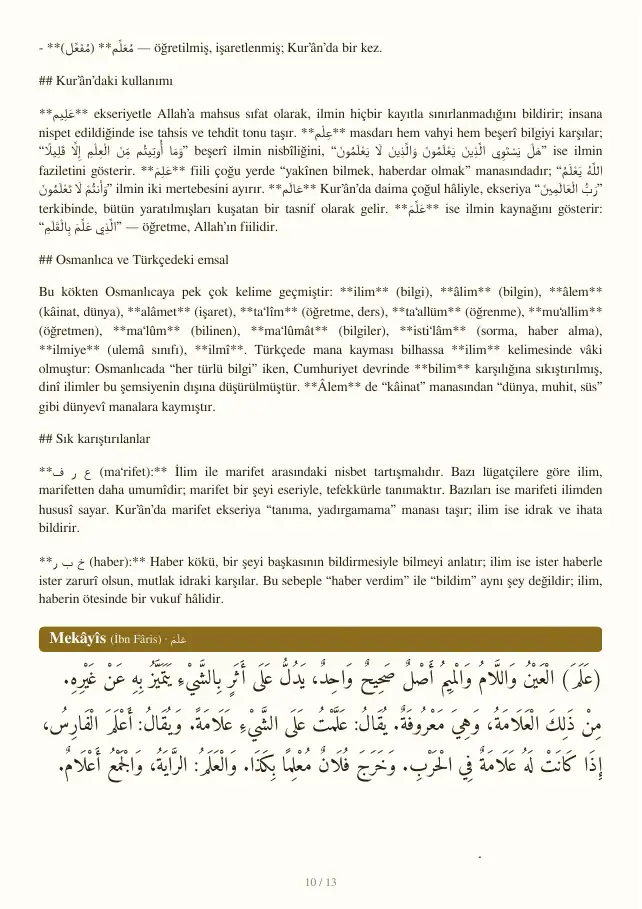 - **مُعَلَّم** (مُفَعَّل)** — öğretilmiş, işaretlenmiş; Kur’ân’da bir kez.
## Kur’ân’daki kullanımı
**عَلِيم** ekseriyetle Allah’a mahsus sıfat olarak, ilmin hiçbir kayıtla sınırlanmadığını bildirir; insana
nispet edildiğinde ise tahsis ve tehdit tonu taşır. **عِلْم** masdarı hem vahyi hem beşerî bilgiyi karşılar;
“وَمَا أُوتِيتُم مِّنَ الْعِلْمِ إِلَّا قَلِيلًا” beşerî ilmin nisbîliğini, “هَلْ يَسْتَوِي الَّذِينَ يَعْلَمُونَ وَالَّذِينَ لَا يَعْلَمُونَ” ise ilmin
faziletini gösterir. **عَلِمَ** fiili çoğu yerde “yakînen bilmek, haberdar olmak” manasındadır; “اللَّهُ يَعْلَمُ
وَأَنتُمْ لَا تَعْلَمُونَ” ilmin iki mertebesini ayırır. **عَالَم** Kur’ân’da daima çoğul hâliyle, ekseriya “رَبُّ الْعَالَمِينَ”
terkibinde, bütün yaratılmışları kuşatan bir tasnif olarak gelir. **عَلَّمَ** ise ilmin kaynağını gösterir:
“الَّذِي عَلَّمَ بِالْقَلَمِ” — öğretme, Allah’ın fiilidir.
## Osmanlıca ve Türkçedeki emsal
Bu kökten Osmanlıcaya pek çok kelime geçmiştir: **ilim** (bilgi), **âlim** (bilgin), **âlem**
(kâinat, dünya), **alâmet** (işaret), **ta‘lîm** (öğretme, ders), **ta‘allüm** (öğrenme), **mu‘allim**
(öğretmen), **ma‘lûm** (bilinen), **ma‘lûmât** (bilgiler), **isti‘lâm** (sorma, haber alma),
**ilmiye** (ulemâ sınıfı), **ilmî**. Türkçede mana kayması bilhassa **ilim** kelimesinde vâki
olmuştur: Osmanlıcada “her türlü bilgi” iken, Cumhuriyet devrinde **bilim** karşılığına sıkıştırılmış,
dinî ilimler bu şemsiyenin dışına düşürülmüştür. **Âlem** de “kâinat” manasından “dünya, muhit, süs”
gibi dünyevî manalara kaymıştır.
## Sık karıştırılanlar
**ع ر ف (ma‘rifet):** İlim ile marifet arasındaki nisbet tartışmalıdır. Bazı lügatçilere göre ilim,
marifetten daha umumîdir; marifet bir şeyi eseriyle, tefekkürle tanımaktır. Bazıları ise marifeti ilimden
hususî sayar. Kur’ân’da marifet ekseriya “tanıma, yadırgamama” manası taşır; ilim ise idrak ve ihata
bildirir.
**خ ب ر (haber):** Haber kökü, bir şeyi başkasının bildirmesiyle bilmeyi anlatır; ilim ise ister haberle
ister zarurî olsun, mutlak idraki karşılar. Bu sebeple “haber verdim” ile “bildim” aynı şey değildir; ilim,
haberin ötesinde bir vukuf hâlidir.
Mekâyîs (İbn Fâris) · عَلَمَ
(عَلَمَ) الْعَيْنُ وَاللَّامُ وَالْمِيمُ أَصْلٌ صَحِيحٌ وَاحِدٌ، يَدُلُّ عَلَى أَثَرٍ بِالشَّيْءِ يَتَمَيَّزُ بِهِ عَنْ غَيْرِهِ.
مِنْ ذَلِكَ الْعَلَامَةُ، وَهِيَ مَعْرُوفَةٌ. يُقَالُ: عَلَّمْتُ عَلَى الشَّيْءِ عَلَامَةً. وَيُقَالُ: أَعْلَمَ الْفَارِسُ،
إِذَا كَانَتْ لَهُ عَلَامَةٌ فِي الْحَرْبِ. وَخَرَجَ فُلَانٌ مُعْلِمًا بِكَذَا. وَالْعَلَمُ: الرَّايَةُ، وَالْجَمْعُ أَعْلَامٌ.
10 / 13